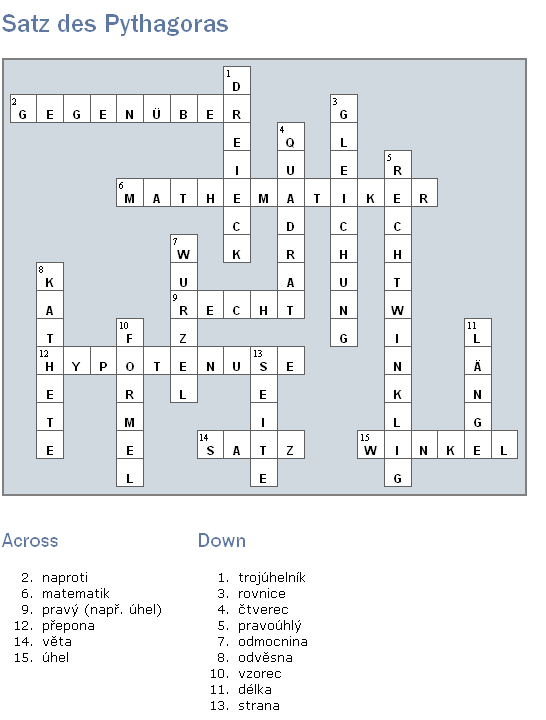 Satz des Pythagoras
1 D
2 G E G E N Ü B E R 3 G
E 4 Q L
I U E 5 R
6 M A T H E M A T I K E R
C D C C
7 W K R H H
8 K U A U T
A 9 R E C H T N W
T 10 F Z G I 11 L
12 H Y P O T E N U 13 S E N Ä
E R L E K N
T M I L G
E E 14 S A T Z 15 W I N K E L
L E G
Across
2. naproti
6. matematik
9. pravý (např. úhel)
12. přepona
14. věta
15. úhel
Down
1. trojúhelník
3. rovnice
4. čtverec
5. pravoúhlý
7. odmocnina
8. odvěsna
10. vzorec
11. délka
13. strana